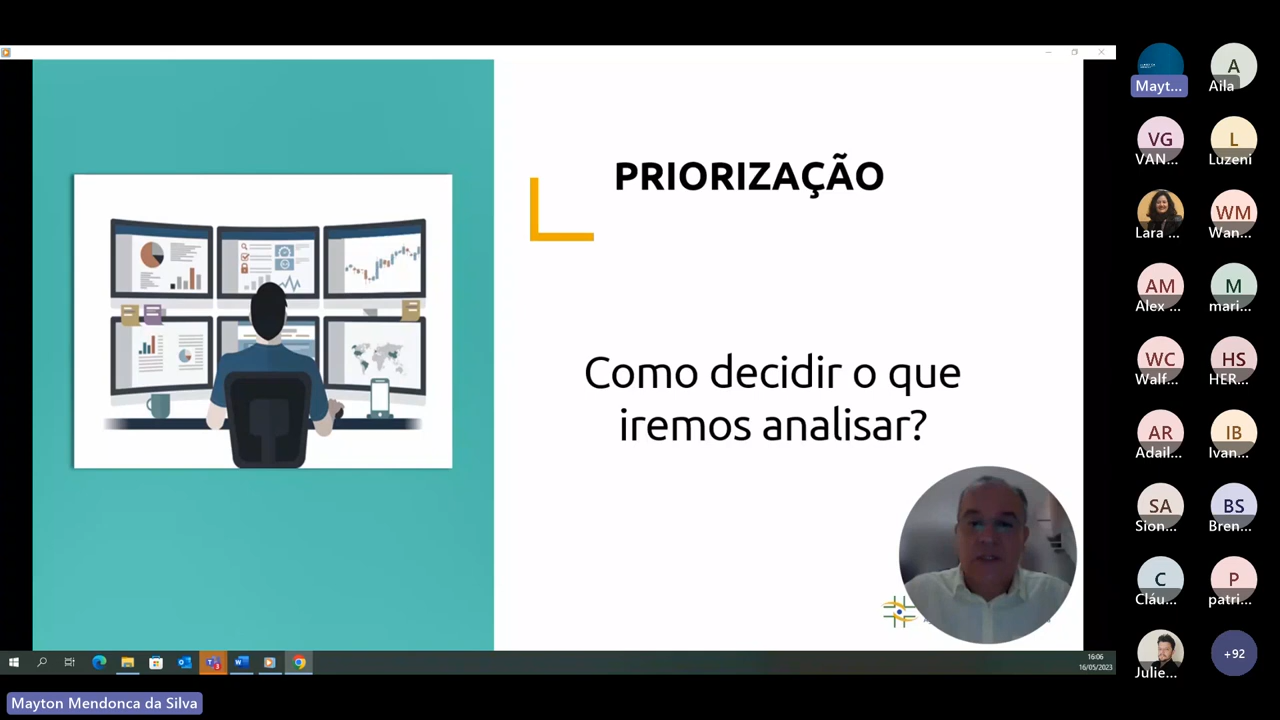 PRIORIZAÇÃO
Como decidir o que
iremos analisar?
16:06
16/05/2023
Mayton Mendonca da Silva
Mayt...
A
Aila
VG
VAN...
L
Luzeni
Lara ...
WM
Wan...
AM
Alex ...
M
mari...
WC
Walf...
HS
HER...
AR
Adail...
IB
Ivan...
SA
Sion...
BS
Bren...
C
Cláu...
P
patri...
Julie...
+92